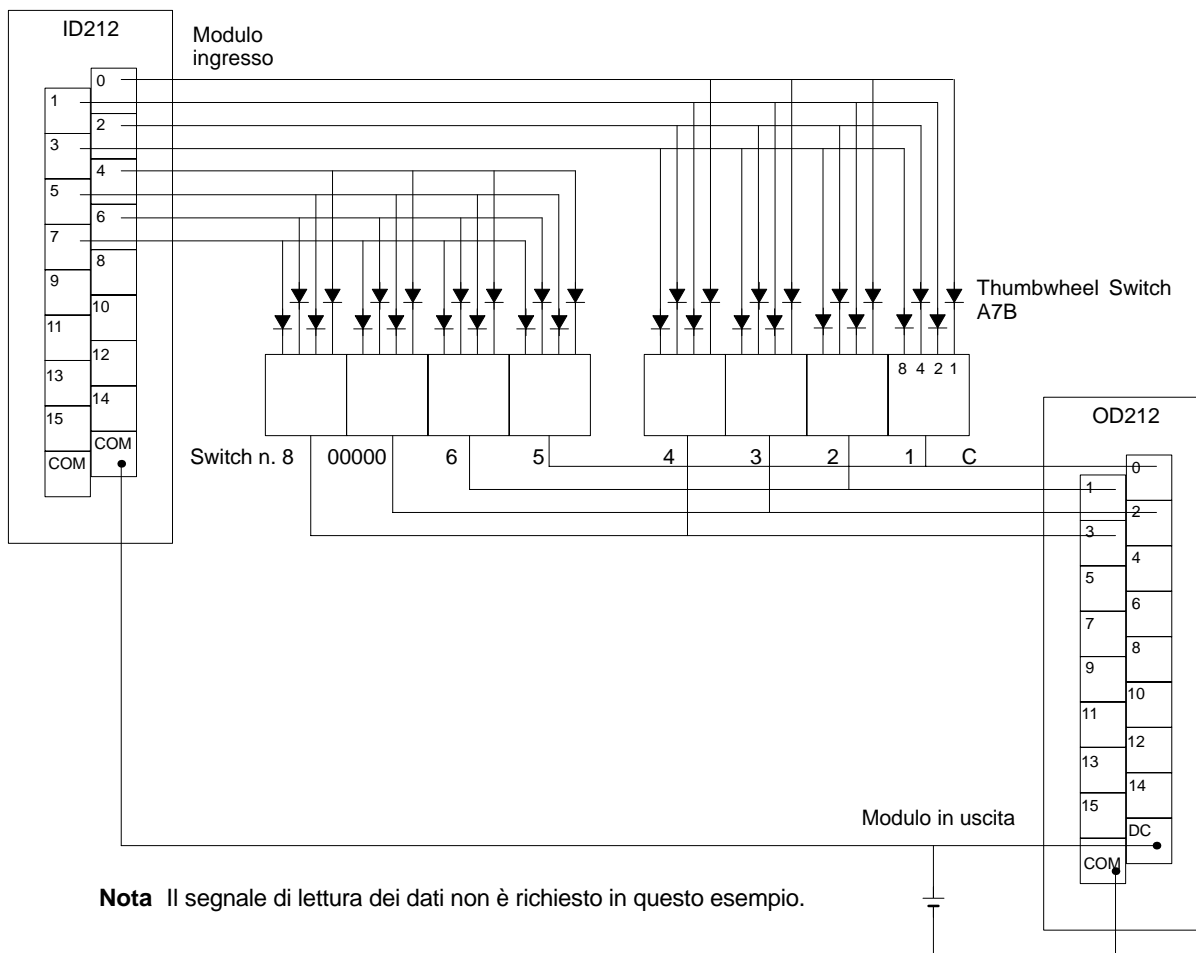 ID212
Modulo
ingresso
0
1
2
3
4
5
6
7
8
9
10
11
12
13
14
15
COM
COM
Thumbwheel Switch
A7B
8 4 2 1
Switch n. 8 00000 6 5 4 3 2 1 C
OD212
0
1
2
3
4
5
6
7
8
9
10
11
12
13
14
15
DC
COM
Modulo in uscita
Nota Il segnale di lettura dei dati non è richiesto in questo esempio.